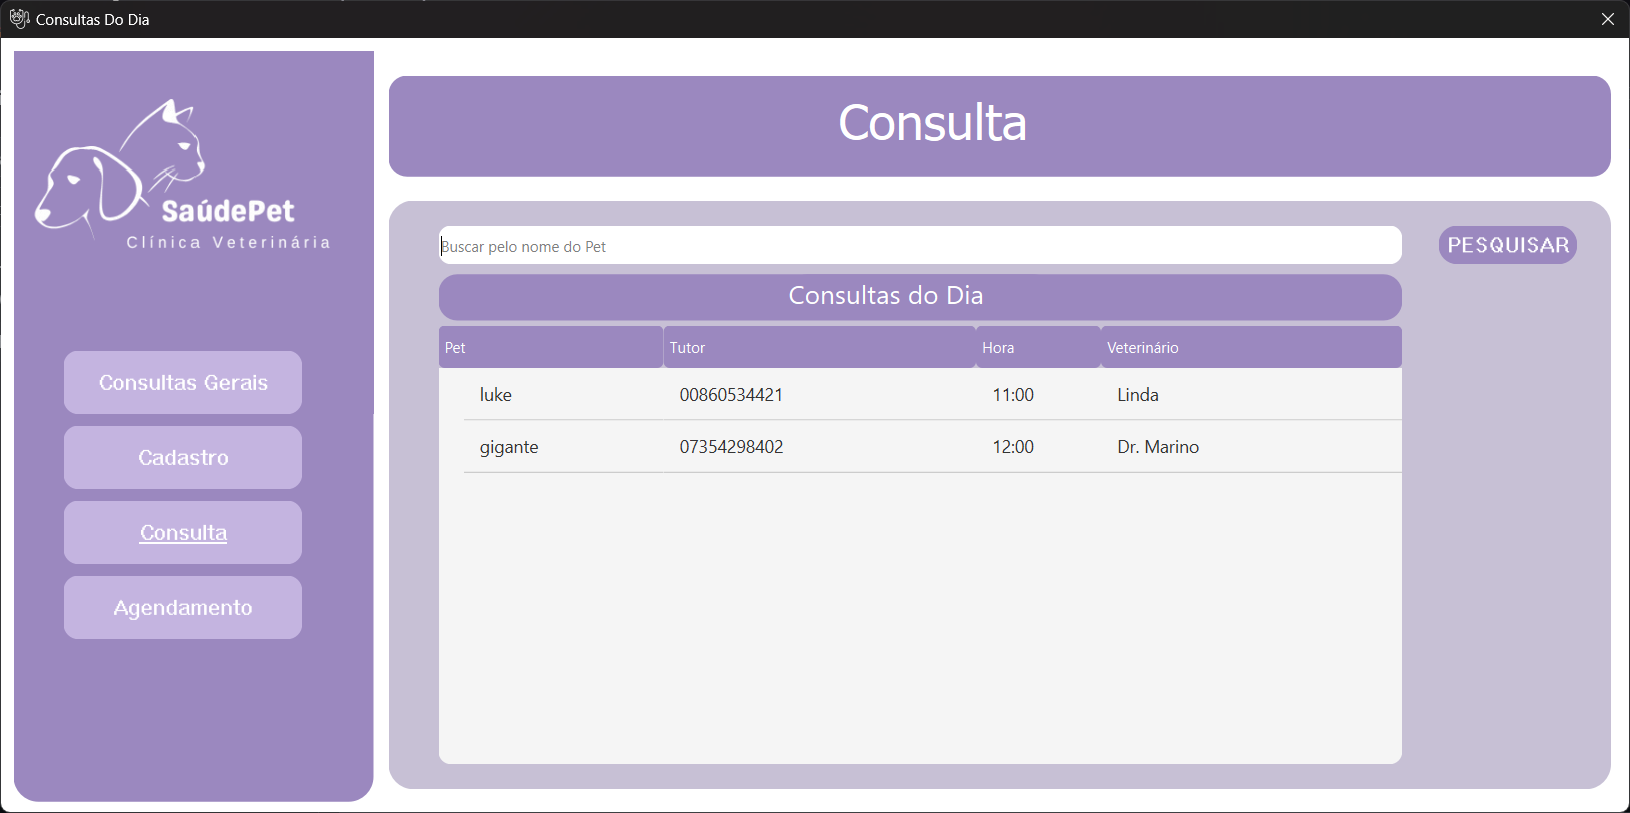 Consultas Do Dia
SaúdePet
Clínica Veterinária
Consultas Gerais
Cadastro
Consulta
Agendamento
Consulta
Buscar pelo nome do Pet
PESQUISAR
Consultas do Dia
Pet Tutor Hora Veterinário
luke 00860534421 11:00 Linda
gigante 07354298402 12:00 Dr. Marino